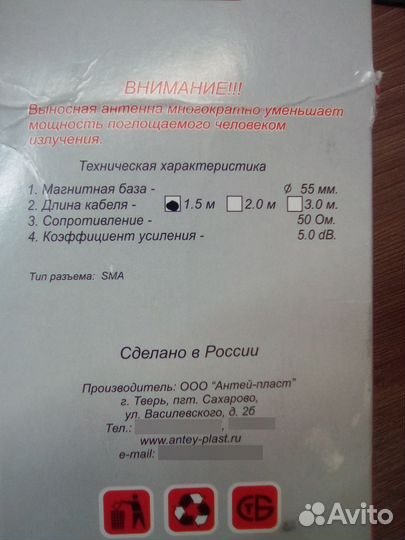 ВНИМАНИЕ!!!
Выносная антенна многократно уменьшает
мощность поглощаемого человеком
излучения.
Техническая характеристика
1. Магнитная база - ϕ 55 мм.
2. Длина кабеля - 1.5 м 2.0 м 3.0 м.
3. Сопротивление - 50 Ом.
4. Коэффициент усиления - 5.0 dB.
Тип разъема: SMA
Сделано в России
Производитель: ООО "Антей-пласт"
г. Тверь, пгт. Сахарово,
ул. Василевского, д. 2б
Тел.:
www.antey-plast.ru
e-mail:
СТБ
Avito